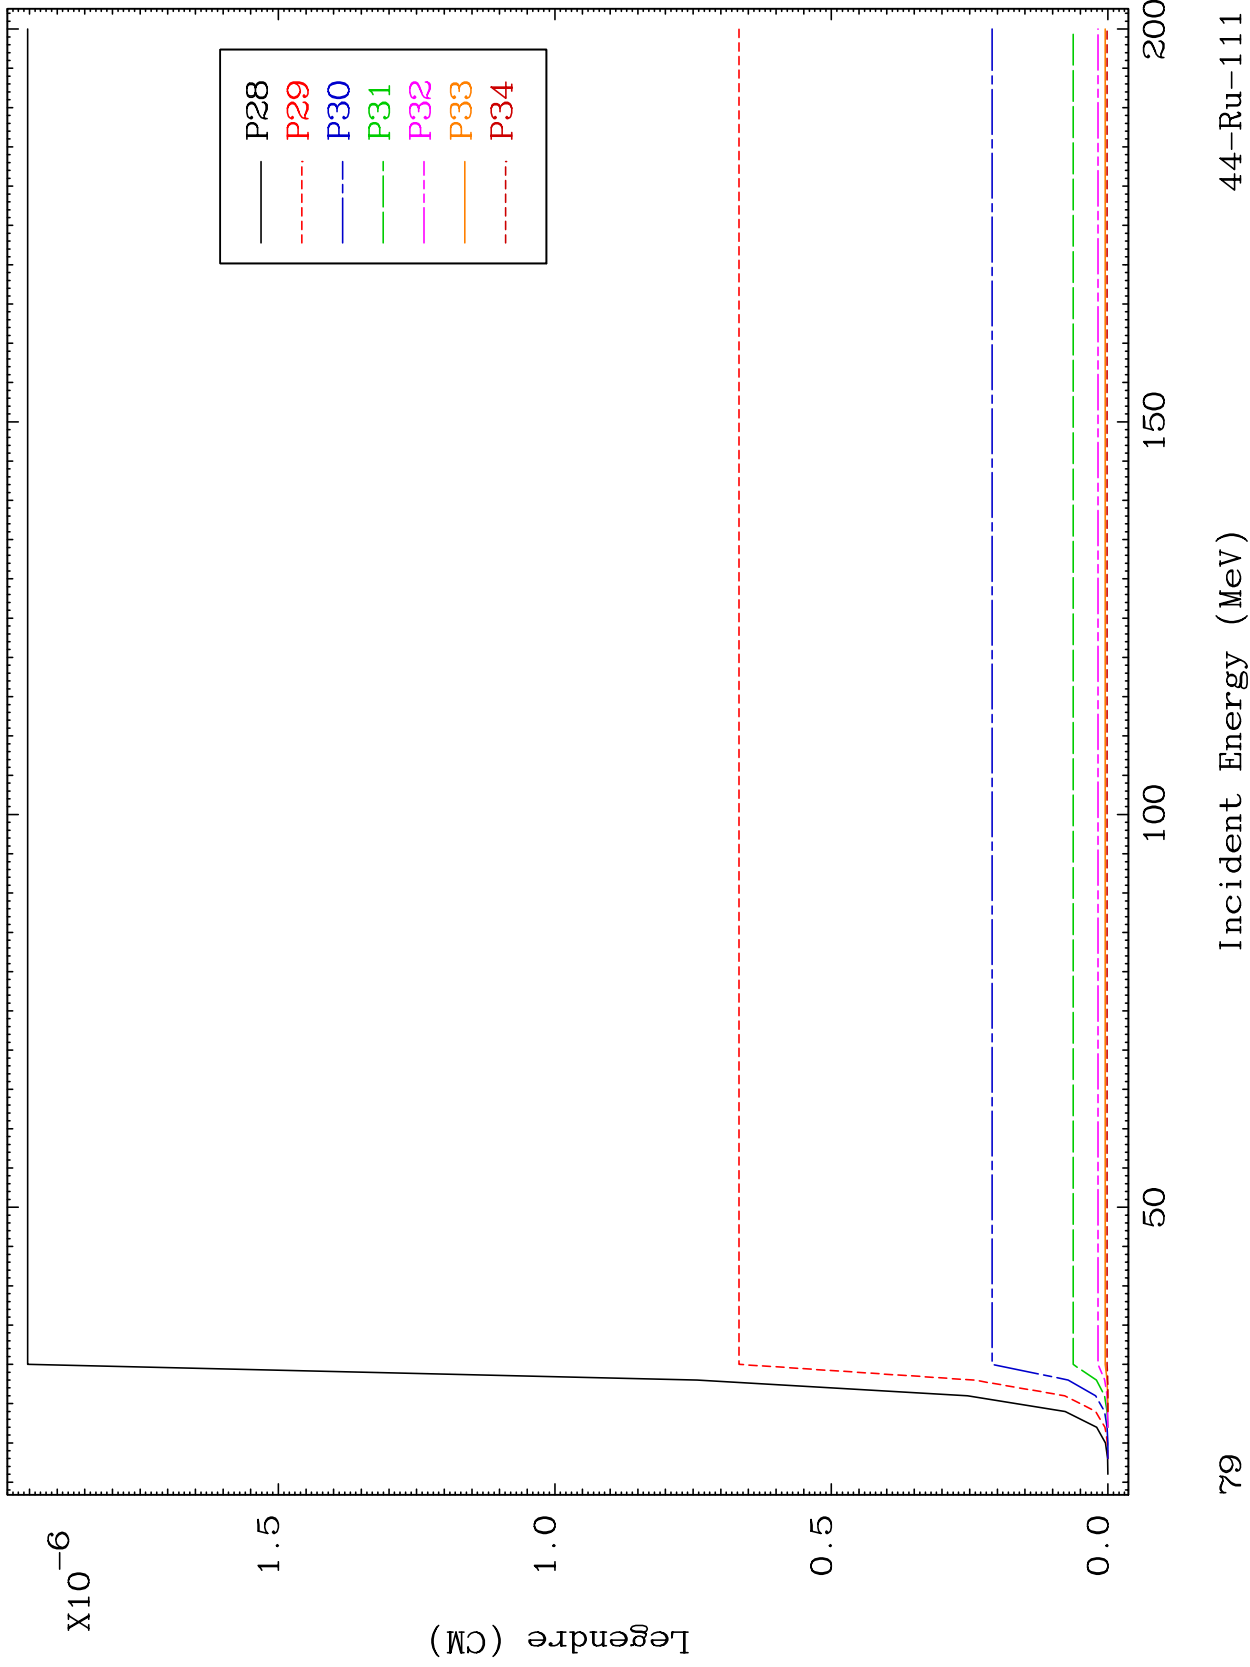 X10-6
1.5
1.0
0.5
0.0
Legendre (CM)
P28
P29
P30
P31
P32
P33
P34
50
100
150
200
Incident Energy (MeV)
79
44-Ru-111